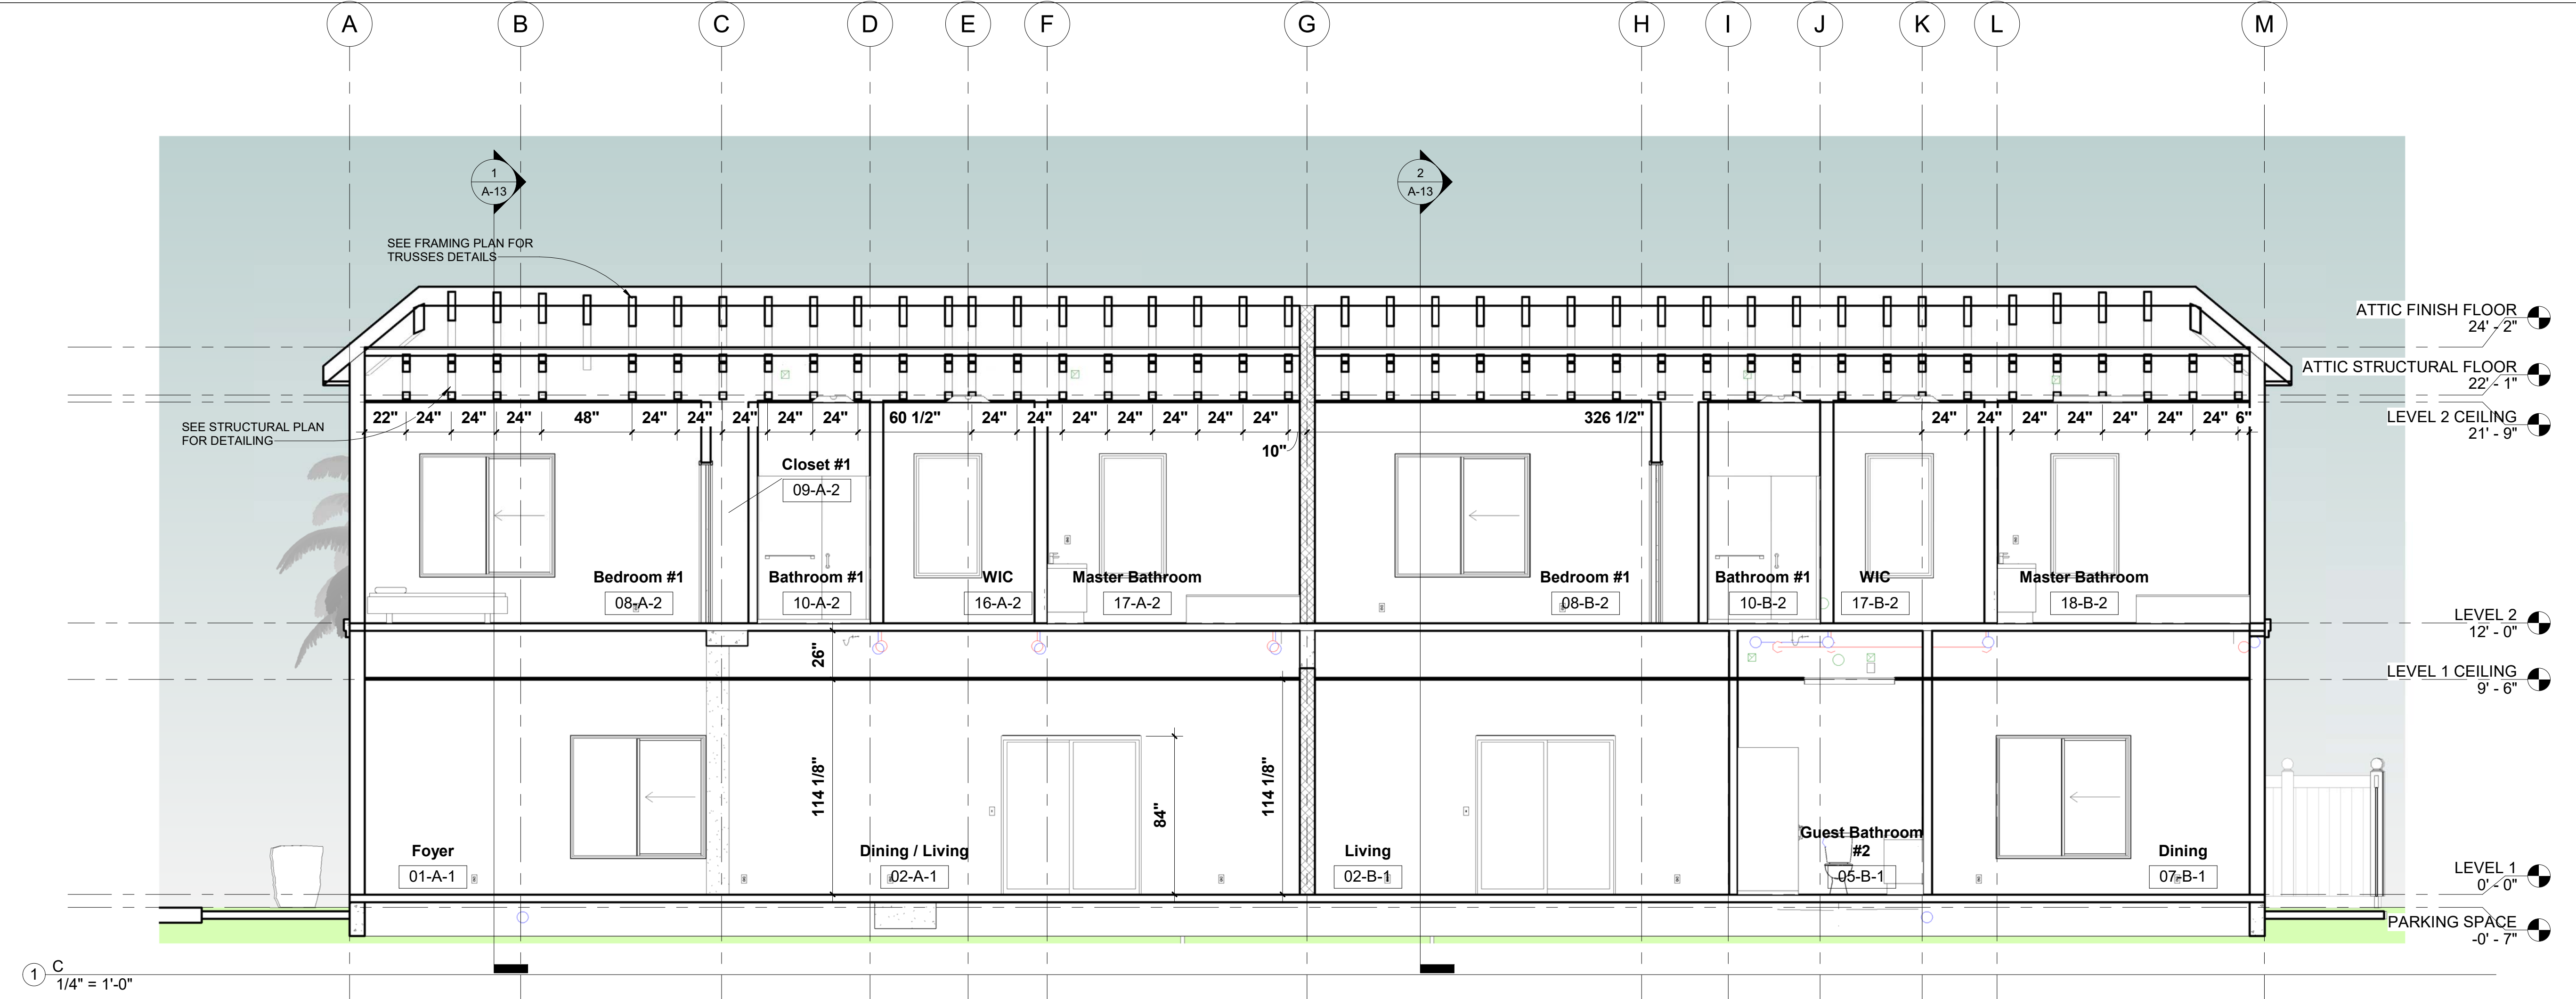 A B C D E F G H I J K L M
1
A-13
2
A-13
SEE FRAMING PLAN FOR
TRUSSES DETAILS
ATTIC FINISH FLOOR
24' - 2"
ATTIC STRUCTURAL FLOOR
22' - 1"
22" 24" 24" 24" 48" 24" 24" 24" 24" 24" 60 1/2" 24" 24" 24" 24" 24" 24" 24" 326 1/2" 24" 24" 24" 24" 24" 24" 24" 6"
10"
LEVEL 2 CEILING
21' - 9"
SEE STRUCTURAL PLAN
FOR DETAILING
Closet #1
09-A-2
Bedroom #1
08-A-2
Bathroom #1
10-A-2
WIC
16-A-2
Master Bathroom
17-A-2
Bedroom #1
08-B-2
Bathroom #1
10-B-2
WIC
17-B-2
Master Bathroom
18-B-2
LEVEL 2
12' - 0"
26"
LEVEL 1 CEILING
9' - 6"
114 1/8"
84"
114 1/8"
Foyer
01-A-1
Dining / Living
02-A-1
Living
02-B-1
Guest Bathroom
#2
05-B-1
Dining
07-B-1
LEVEL 1
0' - 0"
PARKING SPACE
-0' - 7"
1
C
1/4" = 1'-0"